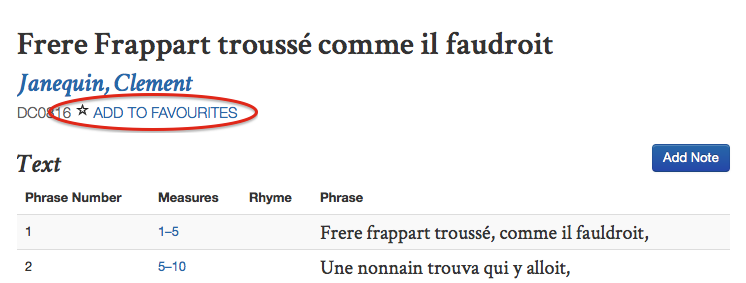 Frere Frappart troussé comme il faudroit
Janequin, Clement
DC0816 ☆ ADD TO FAVOURITES
Text
Add Note
Phrase Number Measures Rhyme Phrase
1 1–5 Frere frappart troussé, comme il fauldroit,
2 5–10 Une nonnain trouva qui y alloit,